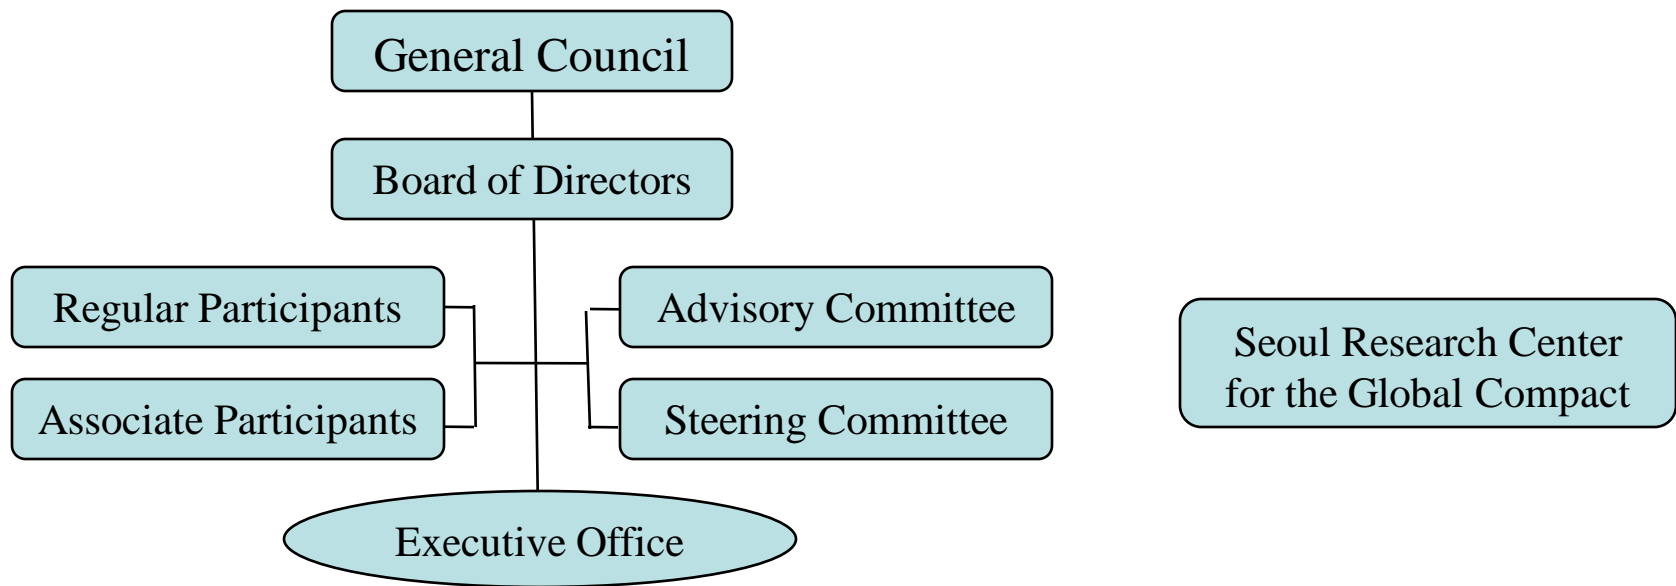 General Council
Board of Directors
Regular Participants
Advisory Committee
Seoul Research Center
for the Global Compact
Associate Participants
Steering Committee
Executive Office